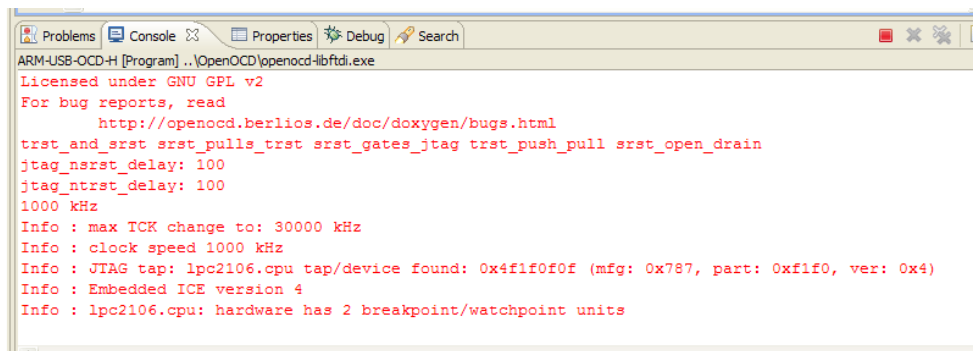 Problems Console Properties Debug Search
ARM-USB-OCD-H [Program] ..\OpenOCD\openocd-libftdi.exe
Licensed under GNU GPL v2
For bug reports, read
http://openocd.berlios.de/doc/doxygen/bugs.html
trst_and_srst srst_pulls_trst srst_gates_jtag trst_push_pull srst_open_drain
jtag_nsrst_delay: 100
jtag_ntrst_delay: 100
1000 kHz
Info : max TCK change to: 30000 kHz
Info : clock speed 1000 kHz
Info : JTAG tap: lpc2106.cpu tap/device found: 0x4f1f0f0f (mfg: 0x787, part: 0xf1f0, ver: 0x4)
Info : Embedded ICE version 4
Info : lpc2106.cpu: hardware has 2 breakpoint/watchpoint units